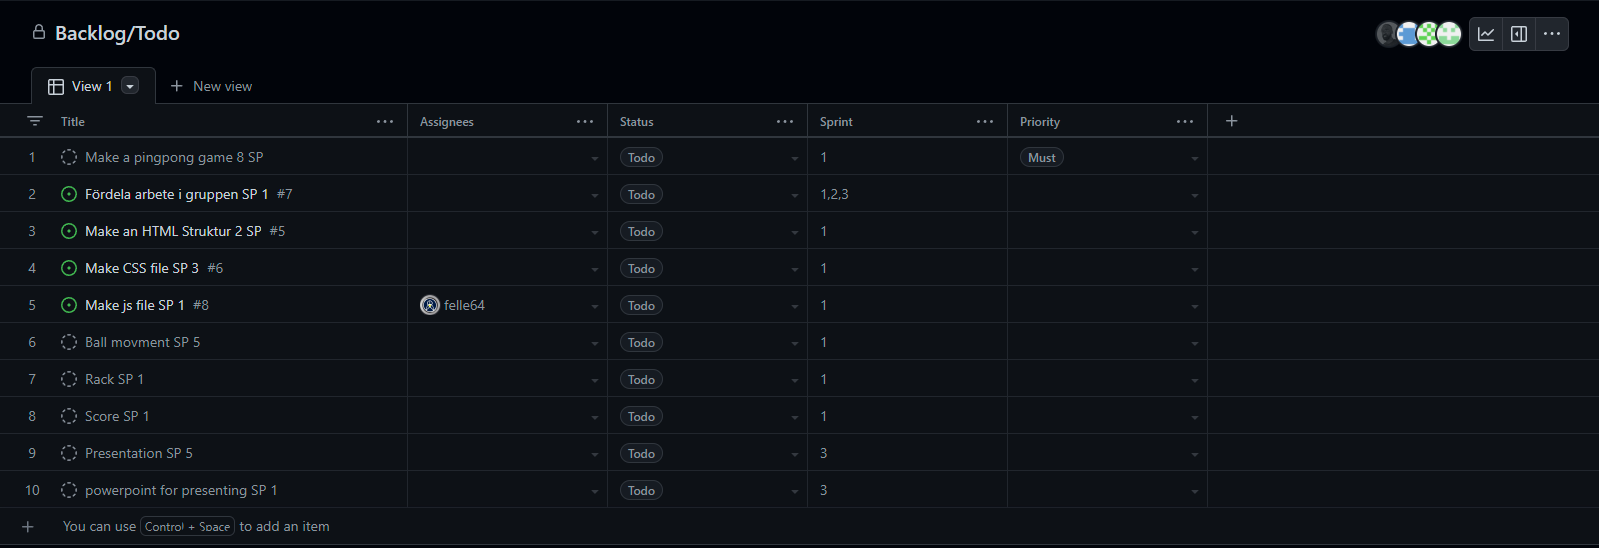 Backlog/Todo
View 1 New view
Title Assignees Status Sprint Priority
1 Make a pingpong game 8 SP Todo 1 Must
2 Fördela arbete i gruppen SP 1 #7 Todo 1,2,3
3 Make an HTML Struktur 2 SP #5 Todo 1
4 Make CSS file SP 3 #6 Todo 1
5 Make js file SP 1 #8 felle64 Todo 1
6 Ball movment SP 5 Todo 1
7 Rack SP 1 Todo 1
8 Score SP 1 Todo 1
9 Presentation SP 5 Todo 3
10 powerpoint for presenting SP 1 Todo 3
You can use Control + Space to add an item